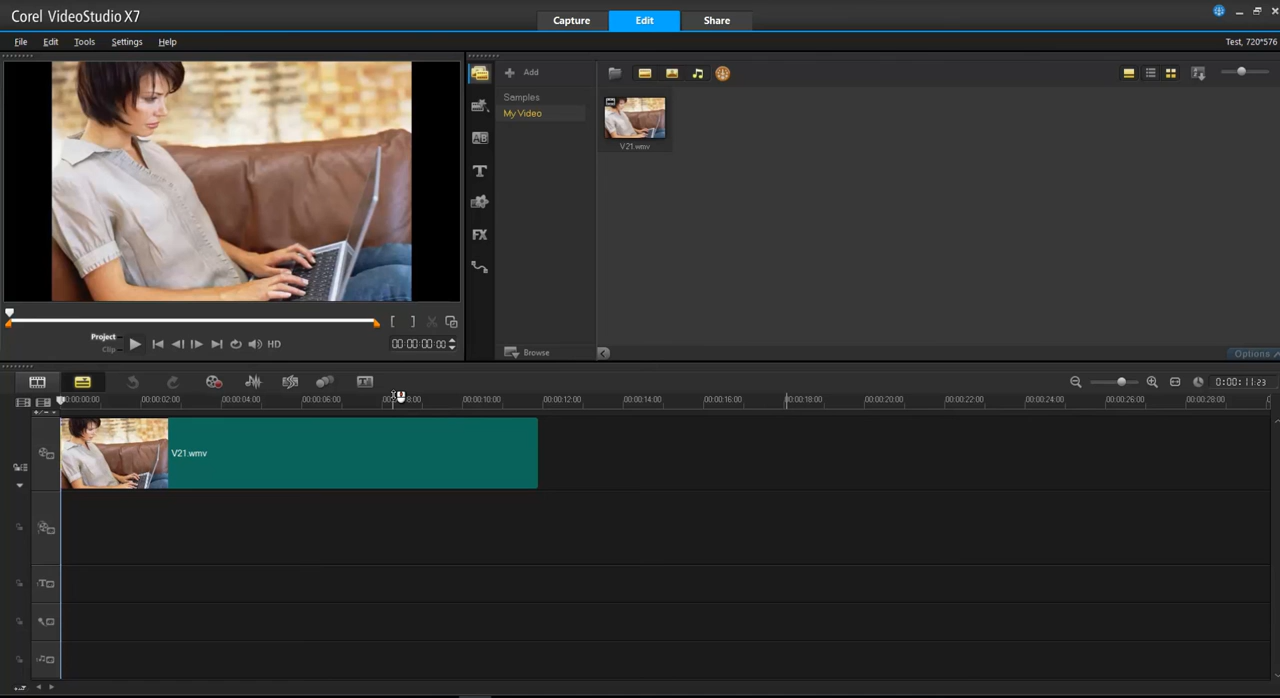 Corel VideoStudio X7
Capture
Edit
Share
File Edit Tools Settings Help
Test, 720*576
Add
Samples
My Video
V21.wmv
AB
T
FX
Browse
Options
Project
Clip
HD
00:00:00:00
0:00:11:23
00:00:00:00 00:00:02:00 00:00:04:00 00:00:06:00 8:00 00:00:10:00 00:00:12:00 00:00:14:00 00:00:16:00 00:00:18:00 00:00:20:00 00:00:22:00 00:00:24:00 00:00:26:00 00:00:28:00
V21.wmv